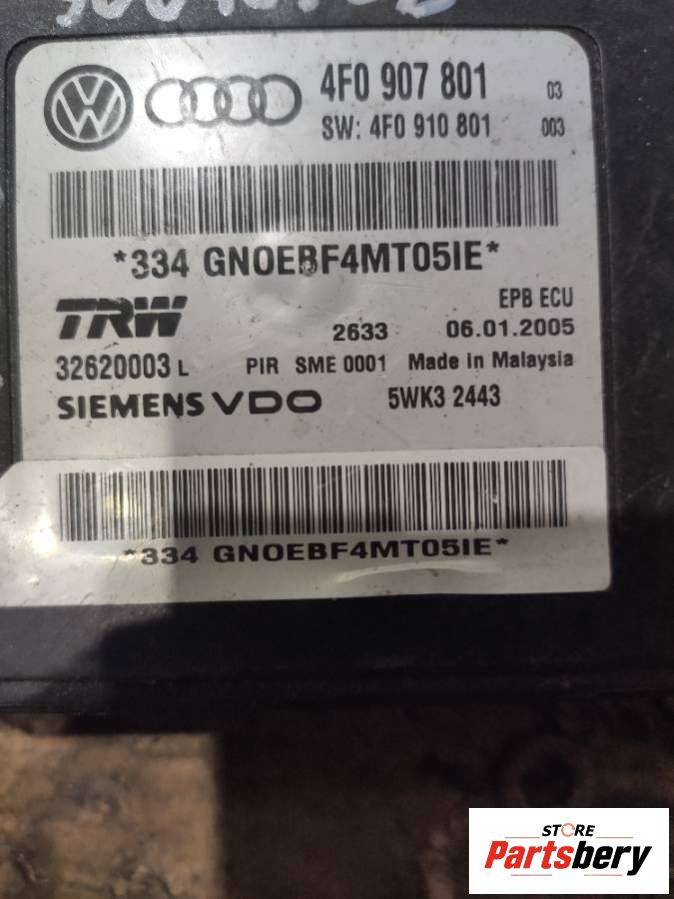 4F0 907 801 03
SW: 4F0 910 801 003
*334 GNOEBF4MT05IE*
TRW EPB ECU
2633 06.01.2005
32620003 L PIR SME 0001 Made in Malaysia
SIEMENS VDO 5WK3 2443
*334 GNOEBF4MT05IE*
STORE
Partsbery